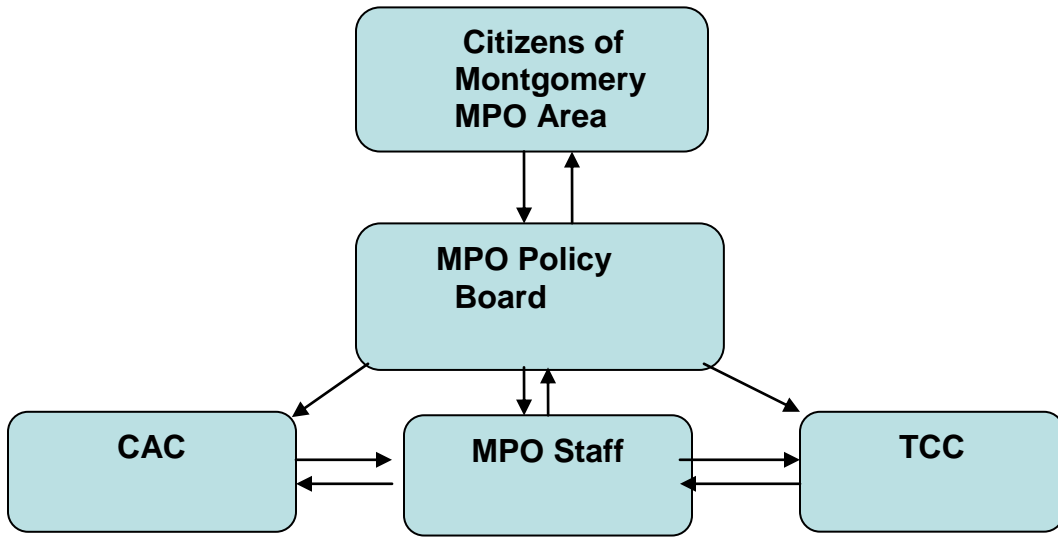 Citizens of
Montgomery
MPO Area
MPO Policy
Board
CAC
MPO Staff
TCC